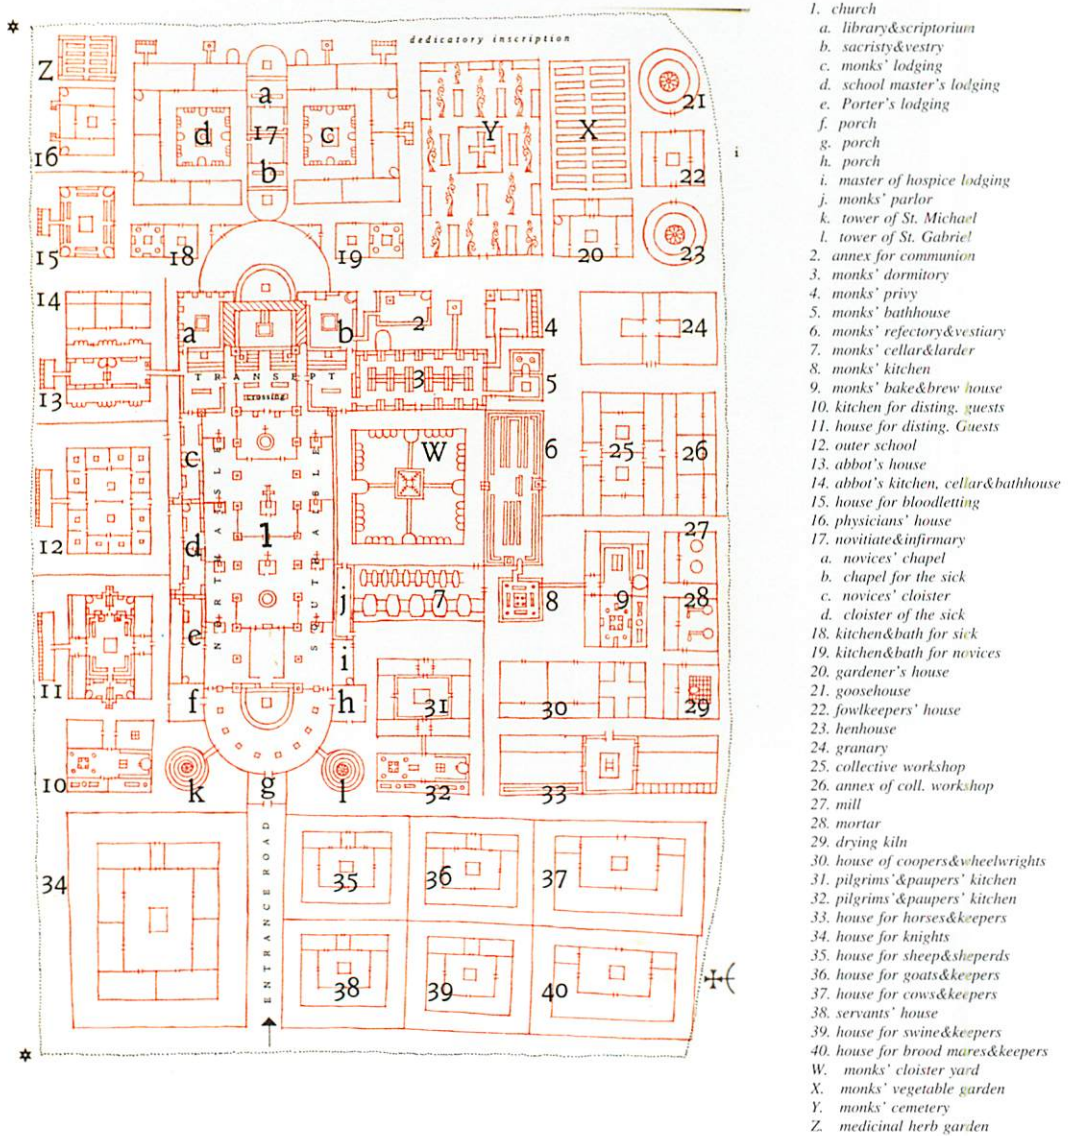 dedicatory inscription
Z
a
21
d
17
c
Y
X
16
b
22
i
15
18
19
20
23
14
a
b
2
4
24
TRANSEPT
3
13
crossing
5
c
W
6
25
26
NORTH AISLE
1
SOUTH AISLE
12
d
27
j
7
8
9
28
e
i
11
f
h
31
30
29
10
k
g
l
32
33
34
ENTRANCE ROAD
35
36
37
38
39
40
1. church
a. library&scriptorium
b. sacristy&vestry
c. monks' lodging
d. school master's lodging
e. Porter's lodging
f. porch
g. porch
h. porch
i. master of hospice lodging
j. monks' parlor
k. tower of St. Michael
l. tower of St. Gabriel
2. annex for communion
3. monks' dormitory
4. monks' privy
5. monks' bathhouse
6. monks' refectory&vestiary
7. monks' cellar&larder
8. monks' kitchen
9. monks' bake&brew house
10. kitchen for disting. guests
11. house for disting. Guests
12. outer school
13. abbot's house
14. abbot's kitchen, cellar&bathhouse
15. house for bloodletting
16. physicians' house
17. novitiate&infirmary
a. novices' chapel
b. chapel for the sick
c. novices' cloister
d. cloister of the sick
18. kitchen&bath for sick
19. kitchen&bath for novices
20. gardener's house
21. goosehouse
22. fowlkeepers' house
23. henhouse
24. granary
25. collective workshop
26. annex of coll. workshop
27. mill
28. mortar
29. drying kiln
30. house of coopers&wheelwrights
31. pilgrims'&paupers' kitchen
32. pilgrims'&paupers' kitchen
33. house for horses&keepers
34. house for knights
35. house for sheep&sheperds
36. house for goats&keepers
37. house for cows&keepers
38. servants' house
39. house for swine&keepers
40. house for brood mares&keepers
W. monks' cloister yard
X. monks' vegetable garden
Y. monks' cemetery
Z. medicinal herb garden